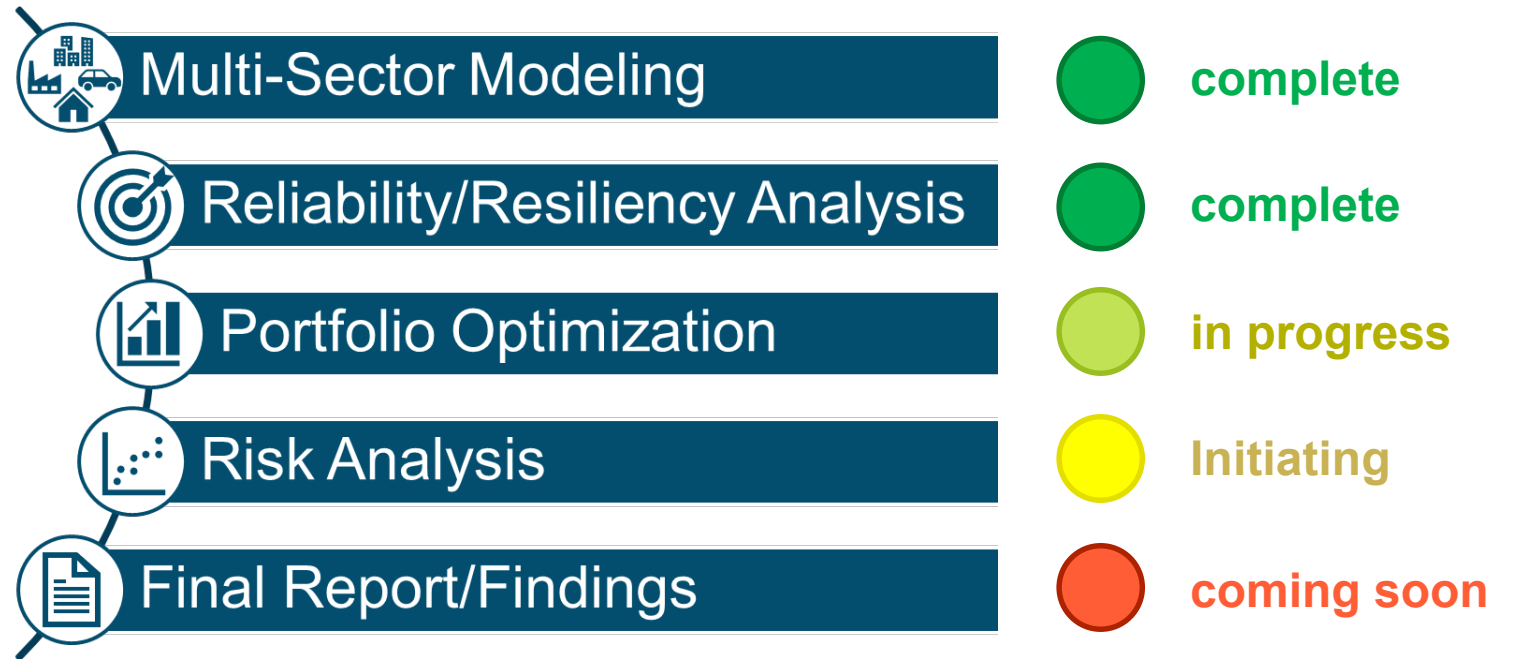 Multi-Sector Modeling complete
Reliability/Resiliency Analysis complete
Portfolio Optimization in progress
Risk Analysis Initiating
Final Report/Findings coming soon